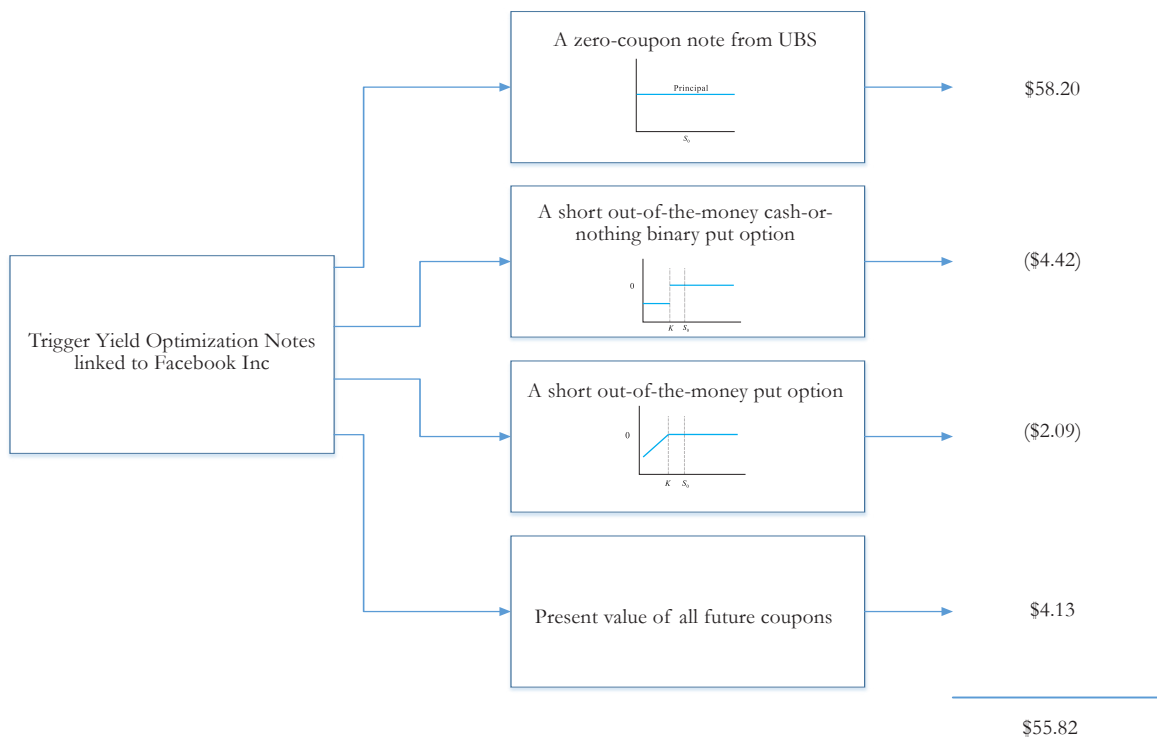 A zero-coupon note from UBS
Principal
S0
$58.20
A short out-of-the-money cash-or-
nothing binary put option
0
K S0
($4.42)
Trigger Yield Optimization Notes
linked to Facebook Inc
A short out-of-the-money put option
0
K S0
($2.09)
Present value of all future coupons
$4.13
$55.82